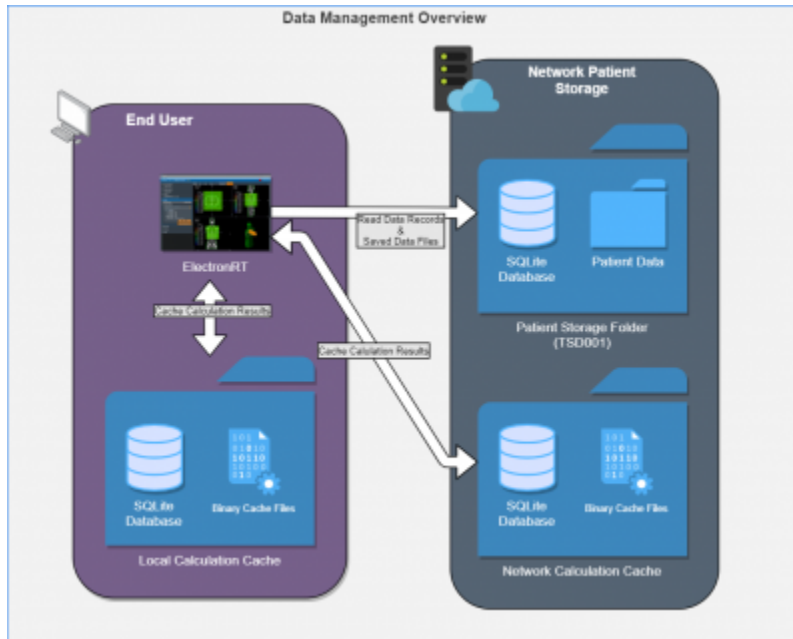 Data Management Overview
Network Patient
Storage
End User
ElectronRT
Read Data Records
&
Saved Data Files
SQLite
Database
Patient Data
Patient Storage Folder
(TSD001)
Cache Calculation Results
Cache Calulation Results
SQLite
Database
Binary Cache Files
Local Calculation Cache
SQLite
Database
Binary Cache Files
Network Calculation Cache